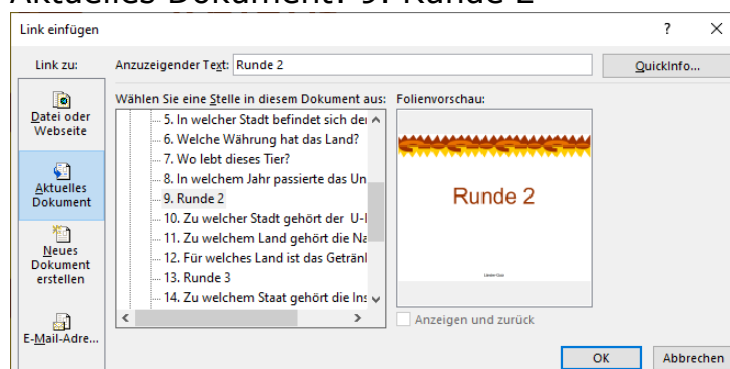 Aktuelles Dokument: 9. Runde 2
Link einfügen
?
Link zu:
Anzuzeigender Text: Runde 2
QuickInfo...
Datei oder
Webseite
Aktuelles
Dokument
Neues
Dokument
erstellen
E-Mail-Adre...
Wählen Sie eine Stelle in diesem Dokument aus:
5. In welcher Stadt befindet sich der
6. Welche Währung hat das Land?
7. Wo lebt dieses Tier?
8. In welchem Jahr passierte das Un
9. Runde 2
10. Zu welcher Stadt gehört der U-
11. Zu welchem Land gehört die Na
12. Für welches Land ist das Geträn
13. Runde 3
14. Zu welchem Staat gehört die Ins
Folienvorschau:
Runde 2
Anzeigen und zurück
OK
Abbrechen